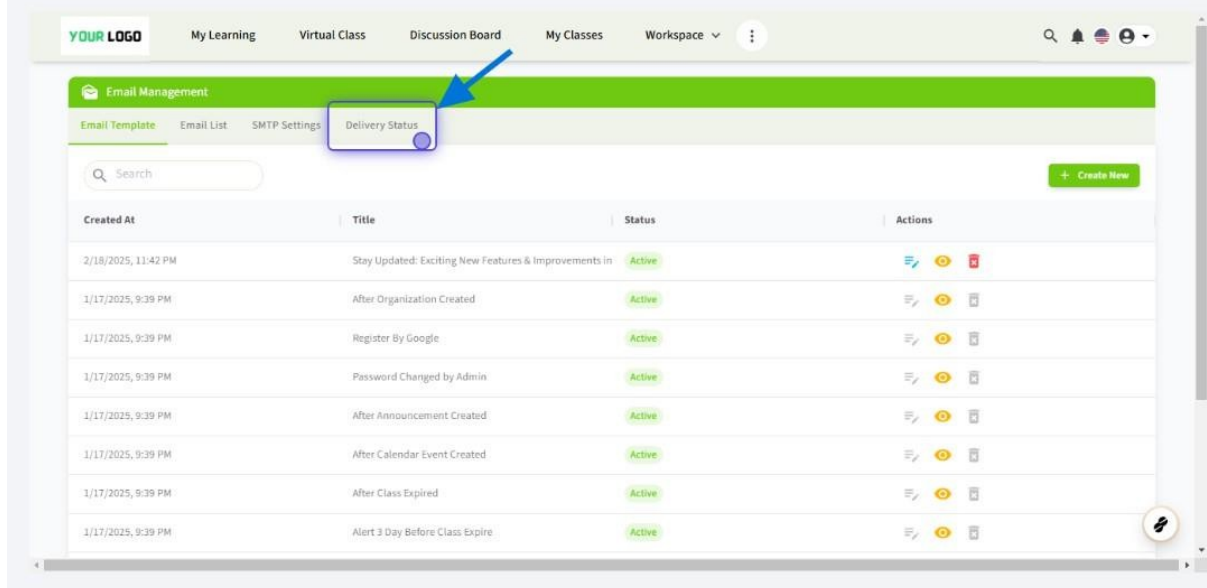 YOUR LOGO My Learning Virtual Class Discussion Board My Classes Workspace
Email Management
Email Template Email List SMTP Settings Delivery Status
Search
+ Create New
Created At Title Status Actions
2/18/2025, 11:42 PM Stay Updated: Exciting New Features & Improvements in Active
1/17/2025, 9:39 PM After Organization Created Active
1/17/2025, 9:39 PM Register By Google Active
1/17/2025, 9:39 PM Password Changed by Admin Active
1/17/2025, 9:39 PM After Announcement Created Active
1/17/2025, 9:39 PM After Calendar Event Created Active
1/17/2025, 9:39 PM After Class Expired Active
1/17/2025, 9:39 PM Alert 3 Day Before Class Expire Active